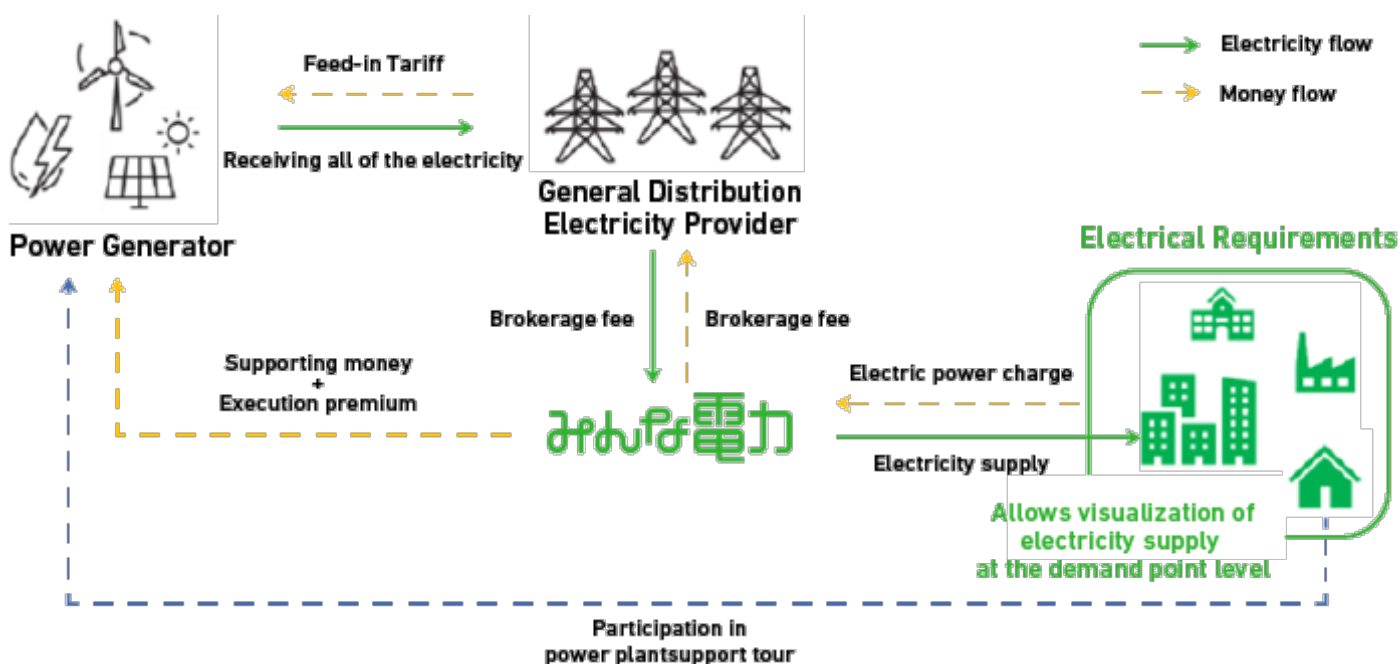 Feed-in Tariff
Receiving all of the electricity
Electricity flow
Money flow
General Distribution
Electricity Provider
Power Generator
Electrical Requirements
Brokerage fee
Brokerage fee
Supporting money
+
Execution premium
みんな電力
Electric power charge
Electricity supply
Allows visualization of
electricity supply
at the demand point level
Participation in
power plantsupport tour